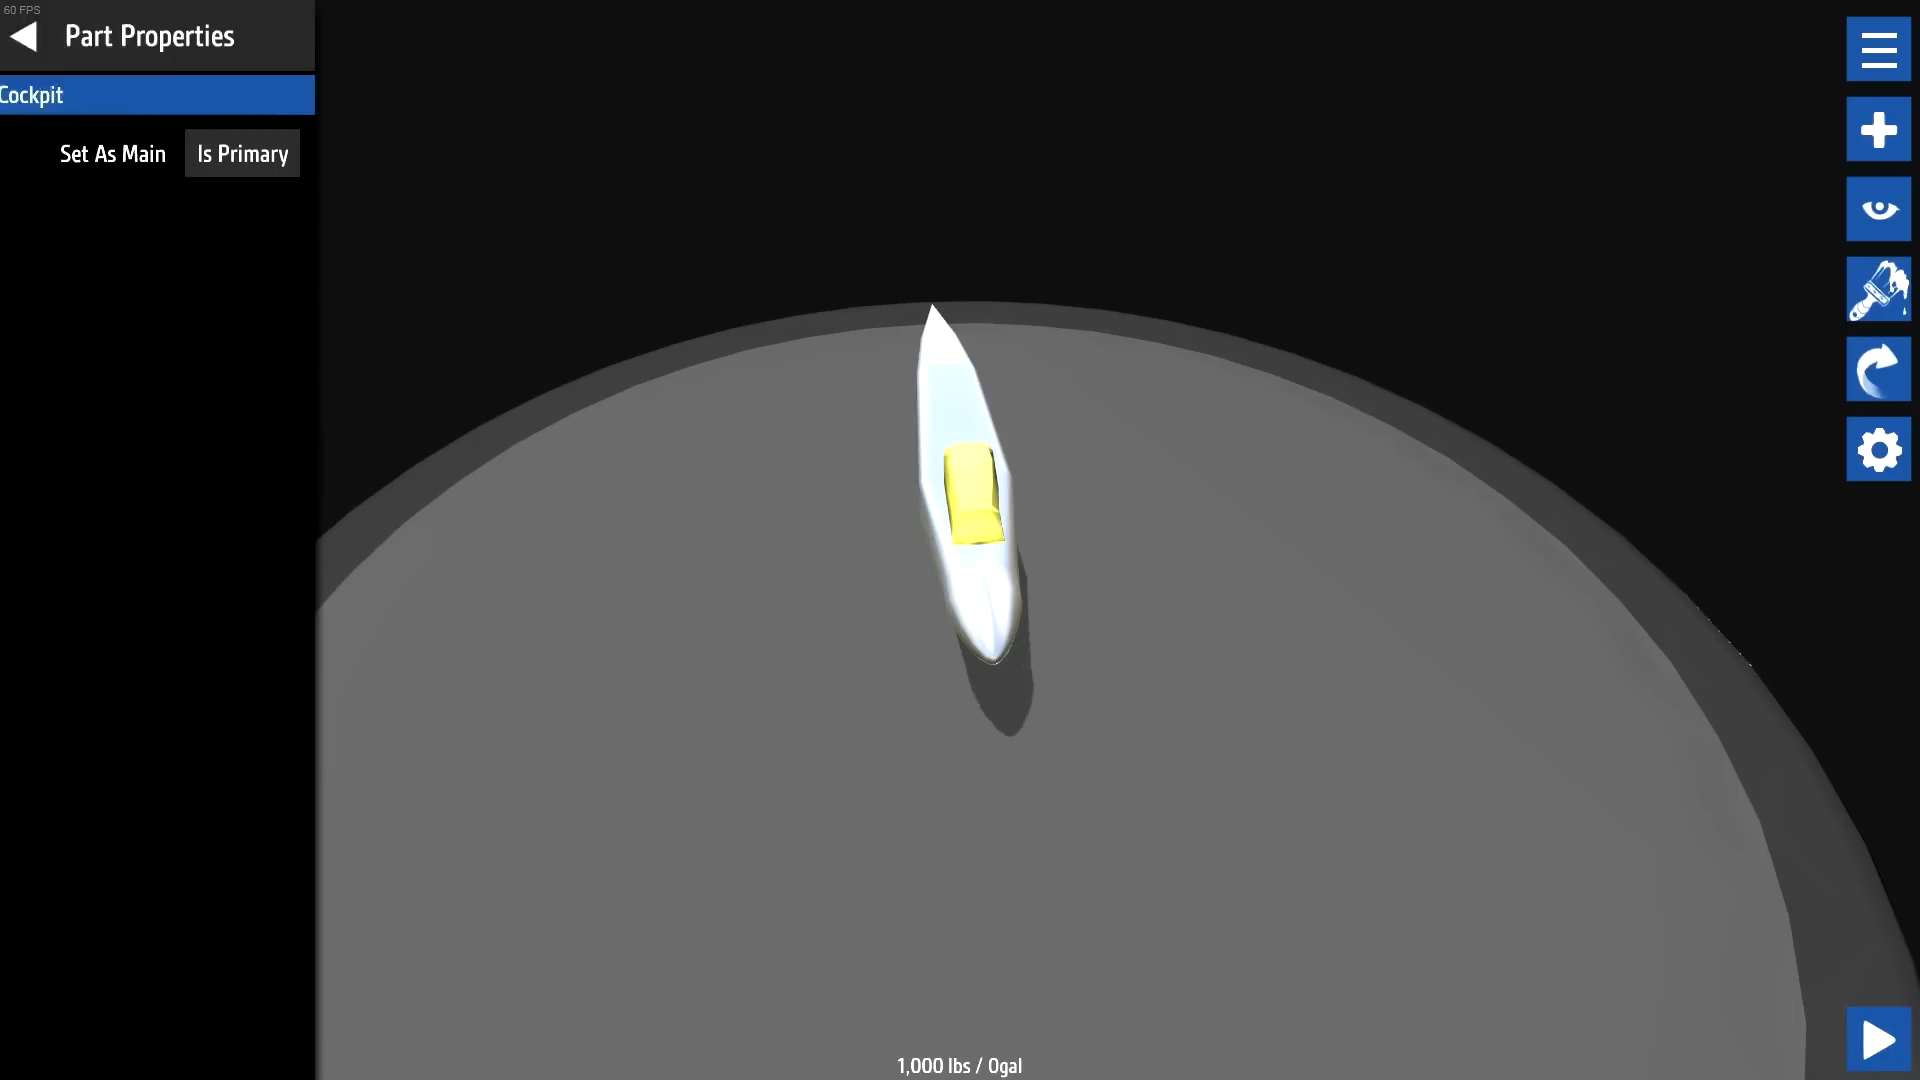 60 FPS
Part Properties
Cockpit
Set As Main
Is Primary
1,000 lbs / 0gal